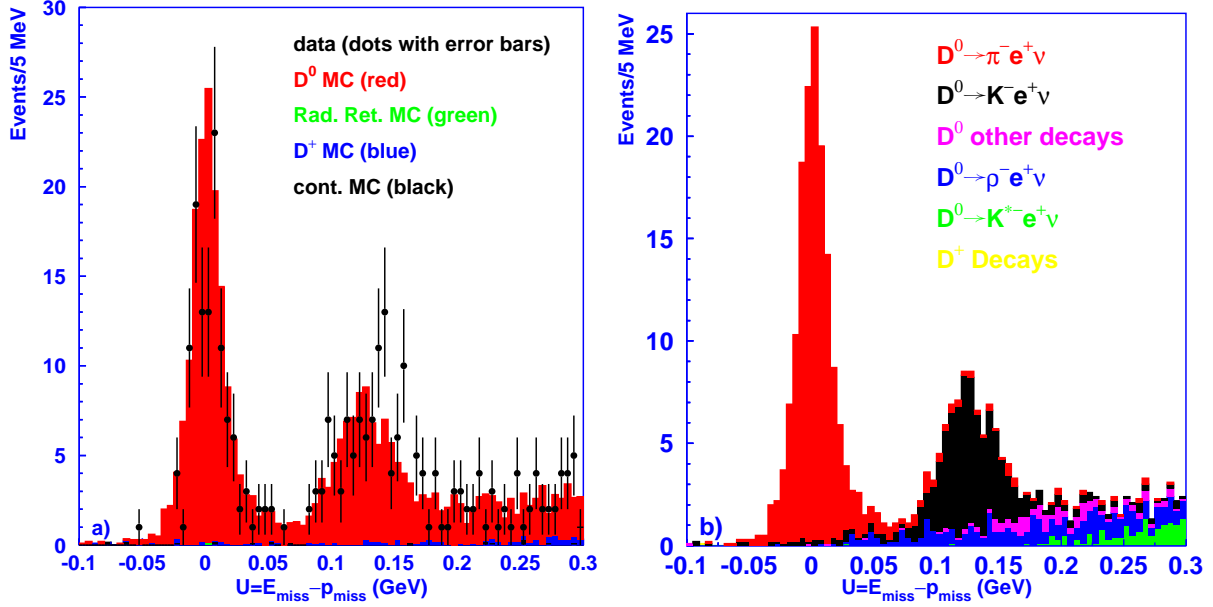 Events/5 MeV
30
25
20
15
10
5
0
data (dots with error bars)
D⁰ MC (red)
Rad. Ret. MC (green)
D⁺ MC (blue)
cont. MC (black)
a)
-0.1 -0.05 0 0.05 0.1 0.15 0.2 0.25 0.3
U=E_miss−p_miss (GeV)
Events/5 MeV
25
20
15
10
5
0
D⁰→π⁻e⁺ν
D⁰→K⁻e⁺ν
D⁰ other decays
D⁰→ρ⁻e⁺ν
D⁰→K*⁻e⁺ν
D⁺ Decays
b)
-0.1 -0.05 0 0.05 0.1 0.15 0.2 0.25 0.3
U=E_miss−p_miss (GeV)